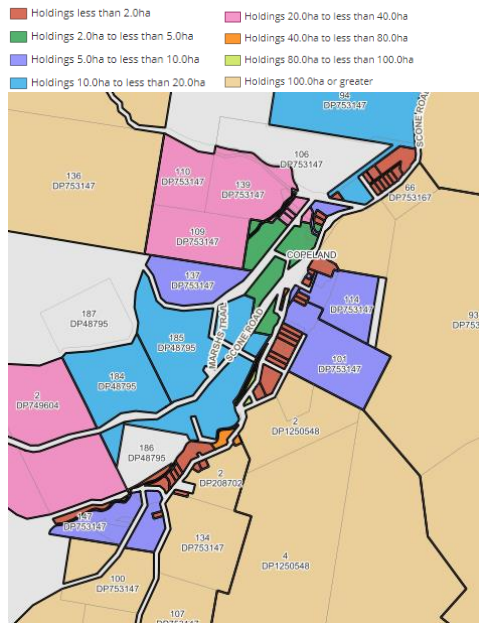 Holdings less than 2.0ha
Holdings 2.0ha to less than 5.0ha
Holdings 5.0ha to less than 10.0ha
Holdings 10.0ha to less than 20.0ha
Holdings 20.0ha to less than 40.0ha
Holdings 40.0ha to less than 80.0ha
Holdings 80.0ha to less than 100.0ha
Holdings 100.0ha or greater
94
DP753147
SCONE ROAD
106
DP753147
136
DP753147
110
DP753147
139
DP753147
66
DP753167
109
DP753147
COPELAND
137
DP753147
114
DP753147
187
DP48795
MARSHS TRAIL
SCONE ROAD
185
DP48795
93
DP753
101
DP753147
184
DP48795
2
DP749604
2
DP1250548
186
DP48795
2
DP208702
147
DP753147
134
DP753147
4
DP1250548
100
DP753147
107
DP753147